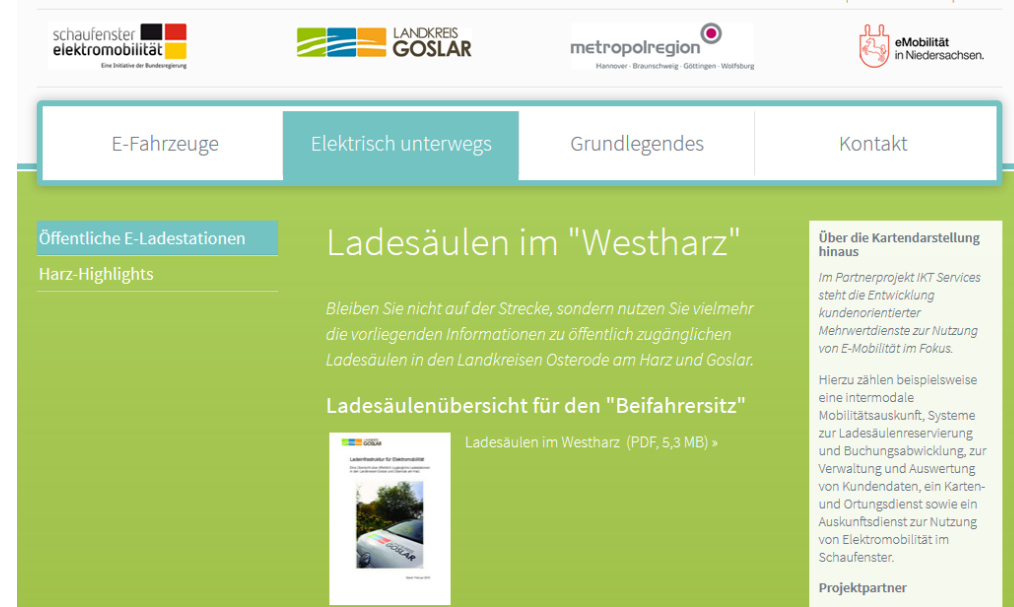 schaufenster
elektromobilität
Eine Initiative der Bundesregierung
LANDKREIS
GOSLAR
metropolregion
Hannover · Braunschweig · Göttingen · Wolfsburg
eMobilität
in Niedersachsen.
E-Fahrzeuge
Elektrisch unterwegs
Grundlegendes
Kontakt
Öffentliche E-Ladestationen
Harz-Highlights
Ladesäulen im "Westharz"
Bleiben Sie nicht auf der Strecke, sondern nutzen Sie vielmehr
die vorliegenden Informationen zu öffentlich zugänglichen
Ladesäulen in den Landkreisen Osterode am Harz und Goslar.
Ladesäulenübersicht für den "Beifahrersitz"
Ladesäulen im Westharz (PDF, 5,3 MB) »
GOSLAR
Ladeinfrastruktur für Elektromobilität
GOSLAR
Über die Kartendarstellung
hinaus
Im Partnerprojekt IKT Services
steht die Entwicklung
kundenorientierter
Mehrwertdienste zur Nutzung
von E-Mobilität im Fokus.
Hierzu zählen beispielsweise
eine intermodale
Mobilitätsauskunft, Systeme
zur Ladesäulenreservierung
und Buchungsabwicklung, zur
Verwaltung und Auswertung
von Kundendaten, ein Karten-
und Ortungsdienst sowie ein
Auskunftsdienst zur Nutzung
von Elektromobilität im
Schaufenster.
Projektpartner